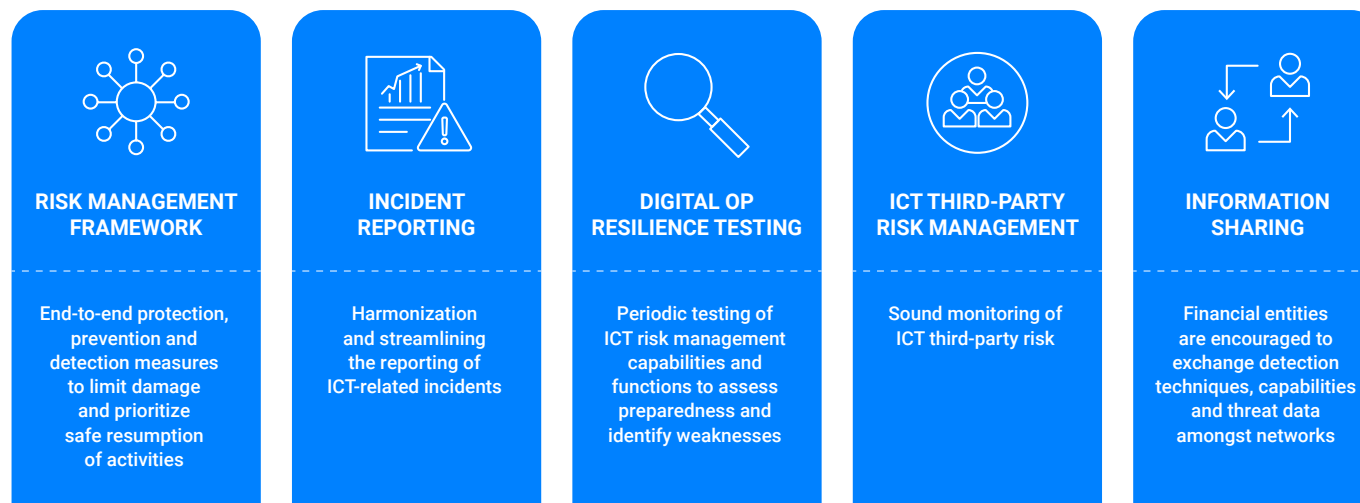 RISK MANAGEMENT
FRAMEWORK
End-to-end protection,
prevention and
detection measures
to limit damage
and prioritize
safe resumption
of activities
INCIDENT
REPORTING
Harmonization
and streamlining
the reporting of
ICT-related incidents
DIGITAL OP
RESILIENCE TESTING
Periodic testing of
ICT risk management
capabilities and
functions to assess
preparedness and
identify weaknesses
ICT THIRD-PARTY
RISK MANAGEMENT
Sound monitoring of
ICT third-party risk
INFORMATION
SHARING
Financial entities
are encouraged to
exchange detection
techniques, capabilities
and threat data
amongst networks